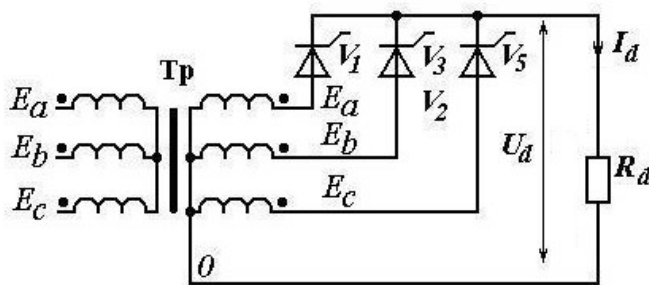 V1 V3 V5
Tp
Ea Ea V2 Id
Eb Eb Ud Rd
Ec Ec
0